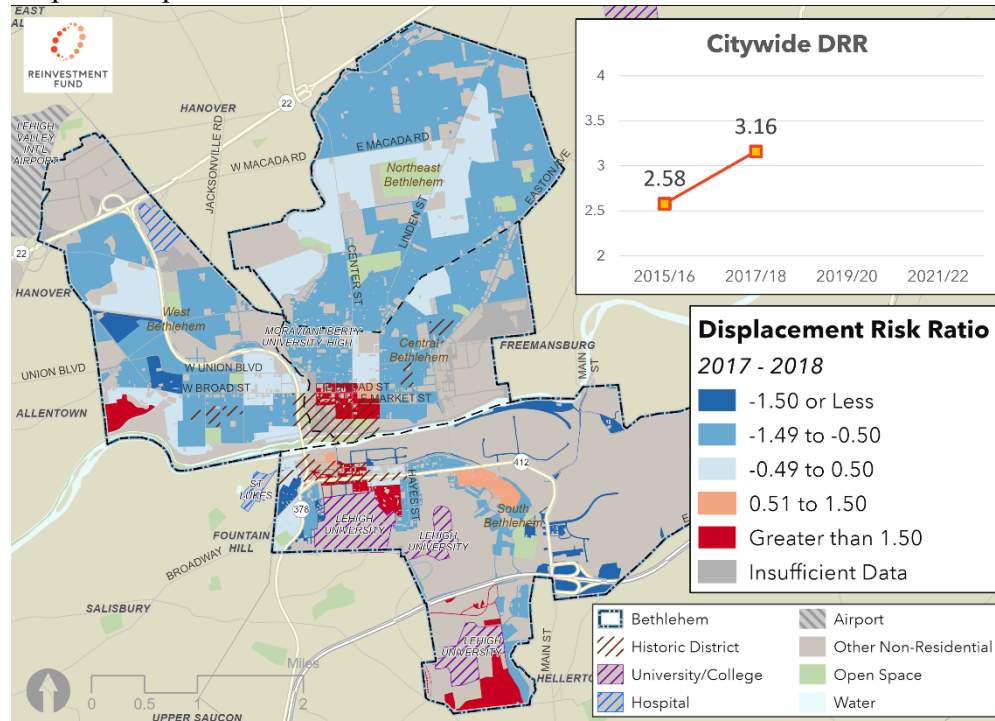 EAST
REINVESTMENT
FUND
HANOVER
22
LEHIGH
VALLEY
INT'L
AIRPORT
JACKSONVILLE RD
W MACADA RD
E MACADA RD
Northeast
Bethlehem
EASTON AVE
LINDEN ST
CENTER ST
22
HANOVER
West
Bethlehem
MORAVIAN
UNIVERSITY
LIBERTY
HIGH
Central
Bethlehem
FREEMANSBURG
MAIN
ST
UNION BLVD
W UNION BLVD
W BROAD ST
E BROAD ST
E MARKET ST
ALLENTOWN
ST
LUKES
378
412
HAYES ST
LEHIGH
UNIVERSITY
South
Bethlehem
LEHIGH
UNIVERSITY
FOUNTAIN
HILL
BROADWAY
SALISBURY
LEHIGH
UNIVERSITY
MAIN ST
UPPER SAUCON
Miles
0 0.5 1 2
Citywide DRR
4
3.5
3
2.5
2
2.58
3.16
2015/16 2017/18 2019/20 2021/22
Displacement Risk Ratio
2017 - 2018
-1.50 or Less
-1.49 to -0.50
-0.49 to 0.50
0.51 to 1.50
Greater than 1.50
Insufficient Data
Bethlehem
Historic District
University/College
Hospital
Airport
Other Non-Residential
Open Space
Water